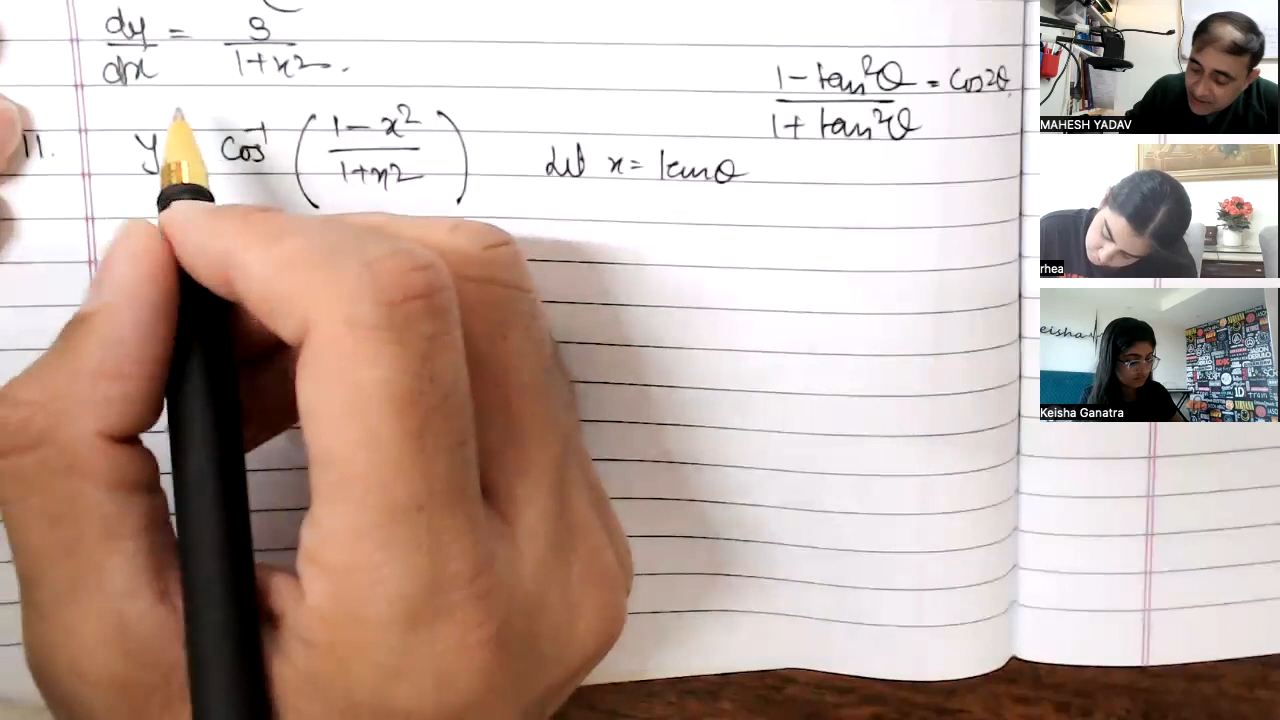 dy/dx = 3/(1+x²).
(1-tan²θ)/(1+tan²θ) = cos2θ.
11. y cos⁻¹((1-x²)/(1+x²)) Let x = tanθ
MAHESH YADAV
rhea
eisha
Keisha Ganatra